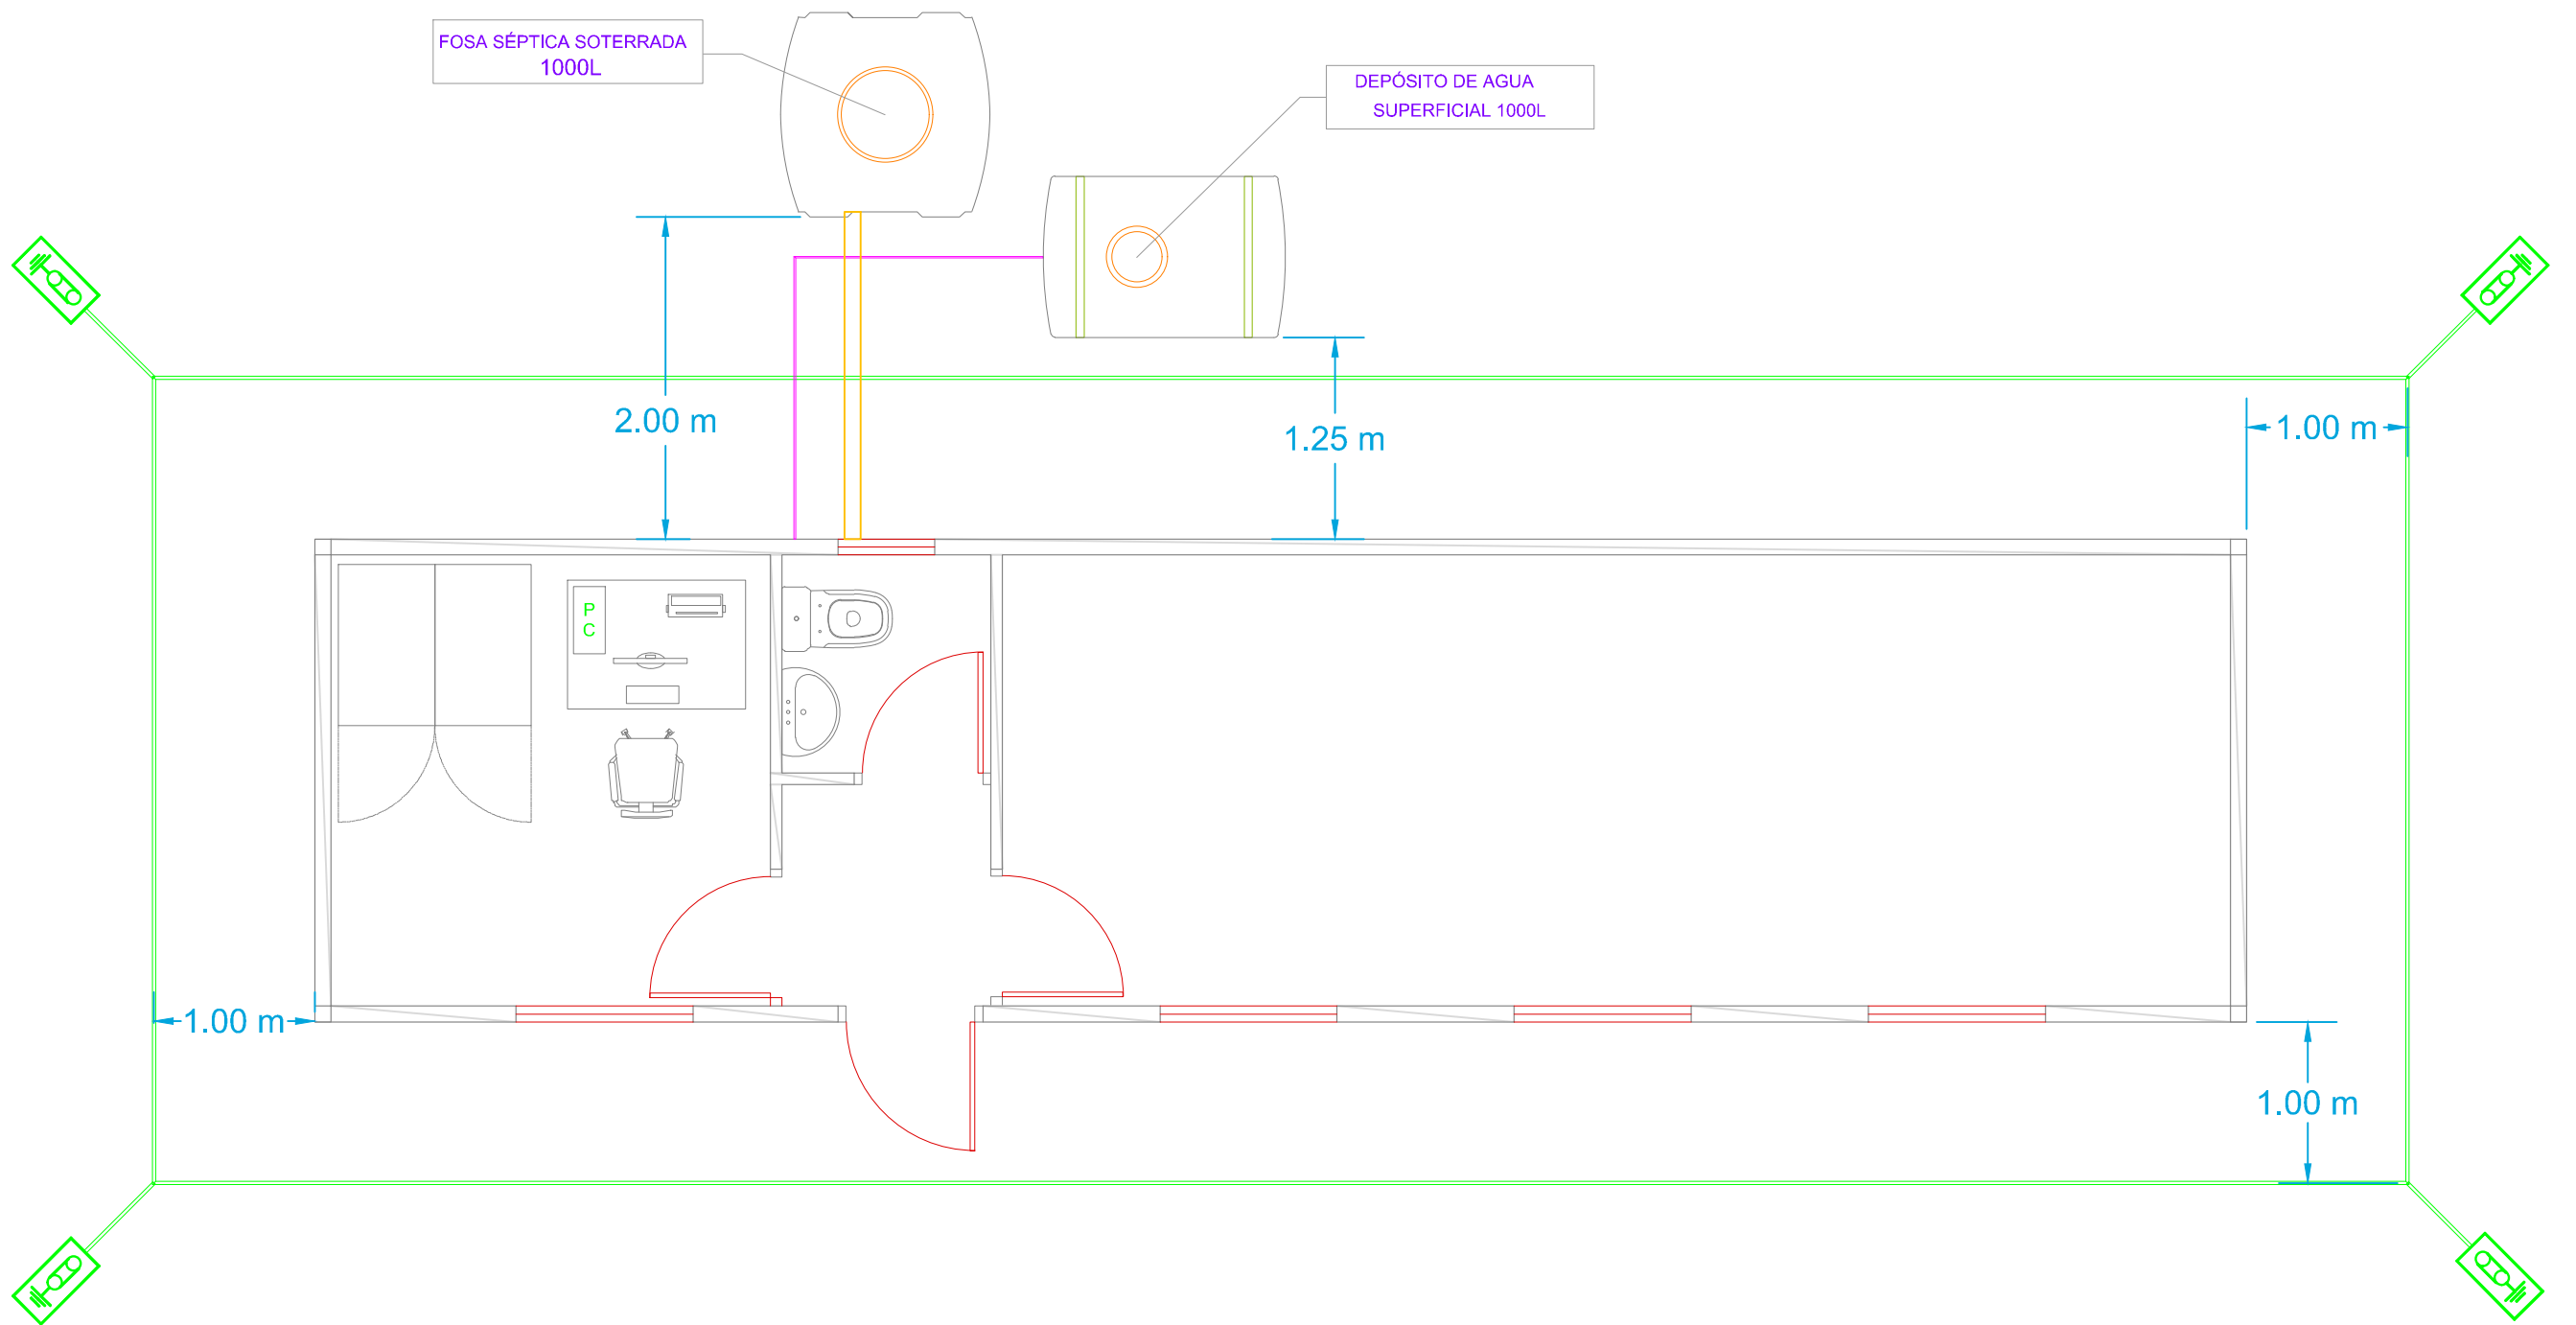 FOSA SÉPTICA SOTERRADA
1000L
DEPÓSITO DE AGUA
SUPERFICIAL 1000L
2.00 m
1.25 m
1.00 m
P
C
1.00 m
1.00 m